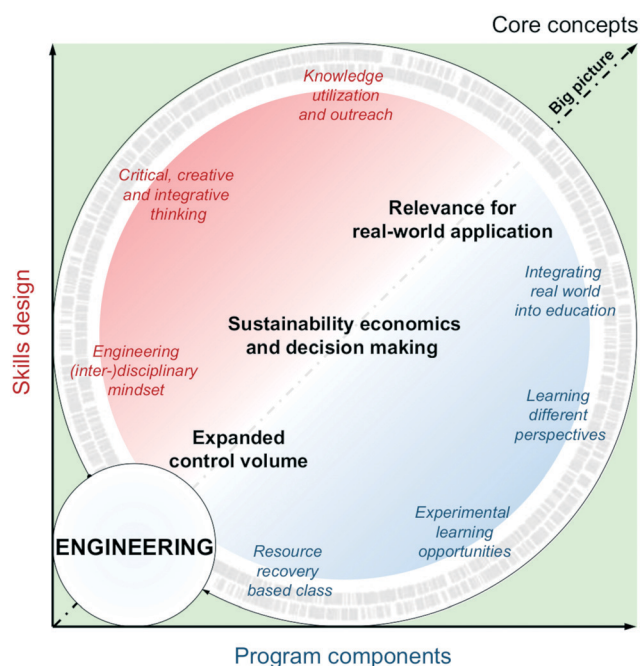 Core concepts
Big picture
Knowledge
utilization
and outreach
Critical, creative
and integrative
thinking
Relevance for
real-world application
Integrating
real world
into education
Sustainability economics
and decision making
Engineering
(inter-)disciplinary
mindset
Learning
different
perspectives
Expanded
control volume
Skills design
ENGINEERING
Experimental
learning
opportunities
Resource
recovery
based class
Program components